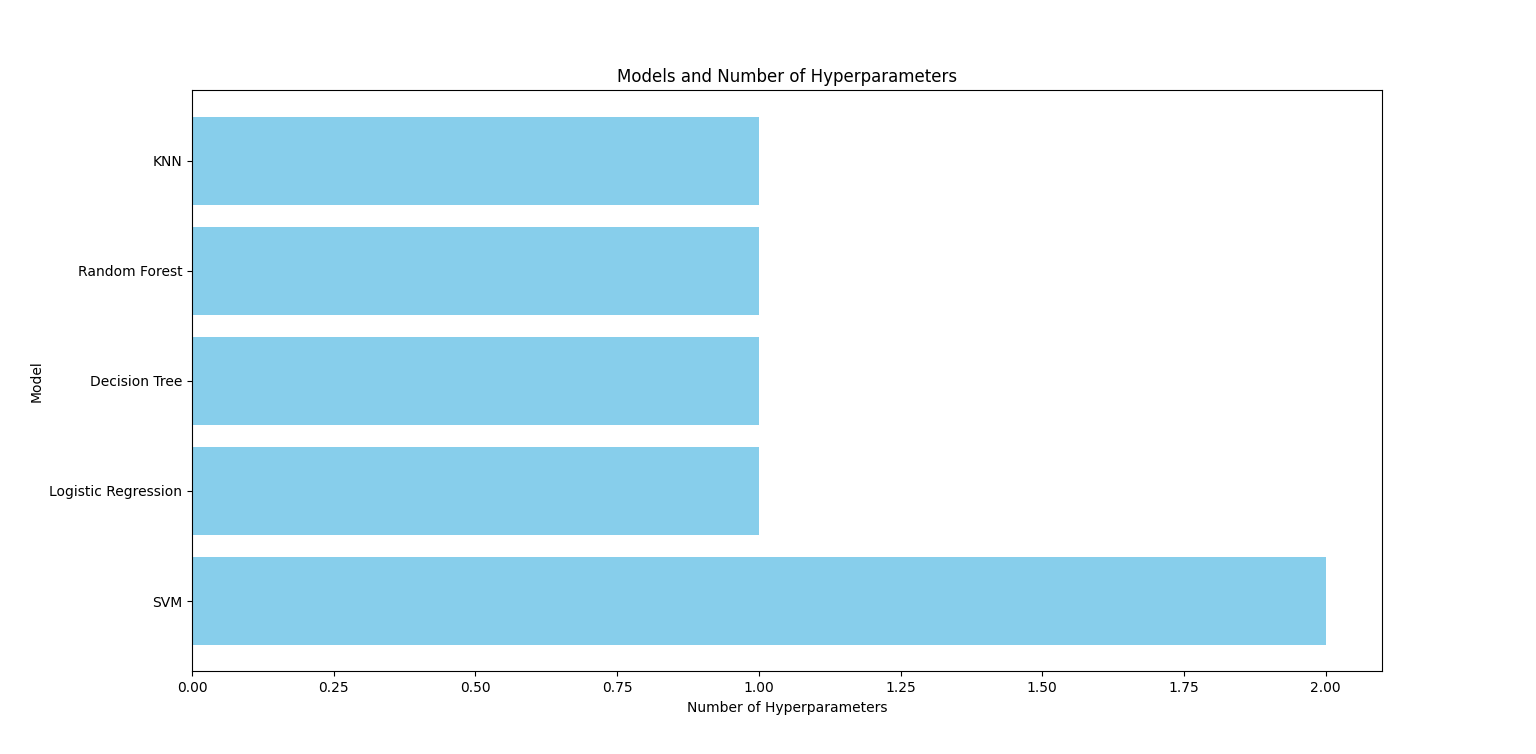 Models and Number of Hyperparameters
KNN
Random Forest
Decision Tree
Logistic Regression
SVM
Model
0.00 0.25 0.50 0.75 1.00 1.25 1.50 1.75 2.00
Number of Hyperparameters